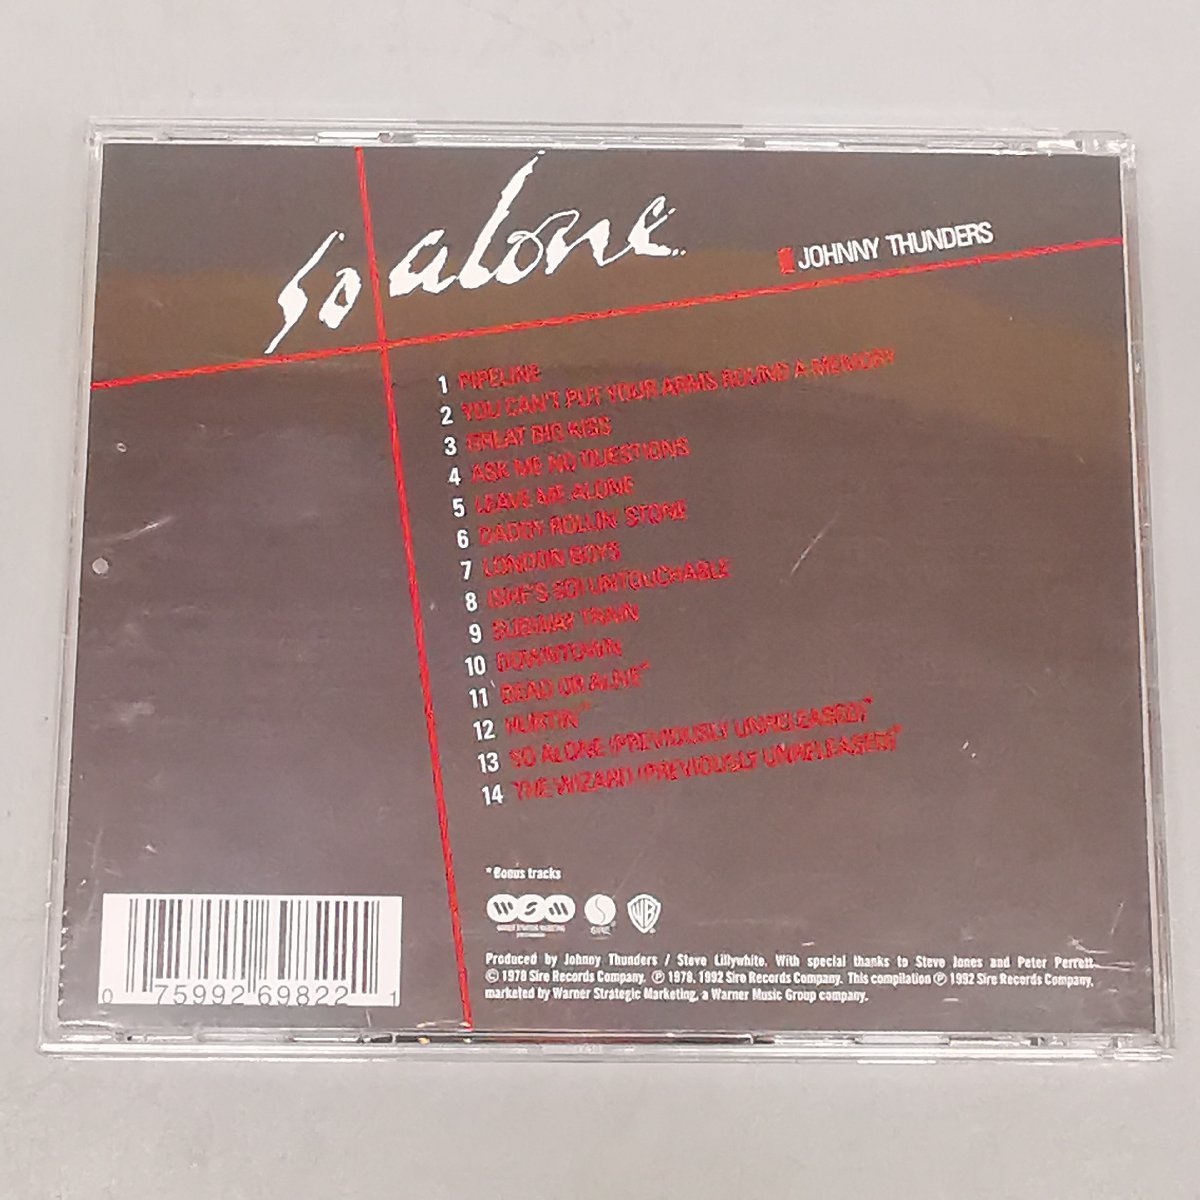 so alone..
JOHNNY THUNDERS
1 PIPELINE
2 YOU CAN'T PUT YOUR ARMS ROUND A MEMORY
3 GREAT BIG KISS
4 ASK ME NO QUESTIONS
5 LEAVE ME ALONE
6 DADDY ROLLIN' STONE
7 LONDON BOYS
8 (SHE'S SO) UNTOUCHABLE
9 SUBWAY TRAIN
10 DOWNTOWN
11 DEAD OR ALIVE*
12 HURTIN'*
13 SO ALONE (PREVIOUSLY UNRELEASED)*
14 THE WIZARD (PREVIOUSLY UNRELEASED)*
*Bonus tracks
WSM SIRE WB
Produced by Johnny Thunders / Steve Lillywhite. With special thanks to Steve Jones and Peter Perrett.
© 1978 Sire Records Company. ℗ 1978, 1992 Sire Records Company. This compilation ℗ 1992 Sire Records Company,
marketed by Warner Strategic Marketing, a Warner Music Group company.
0 75992 69822 1